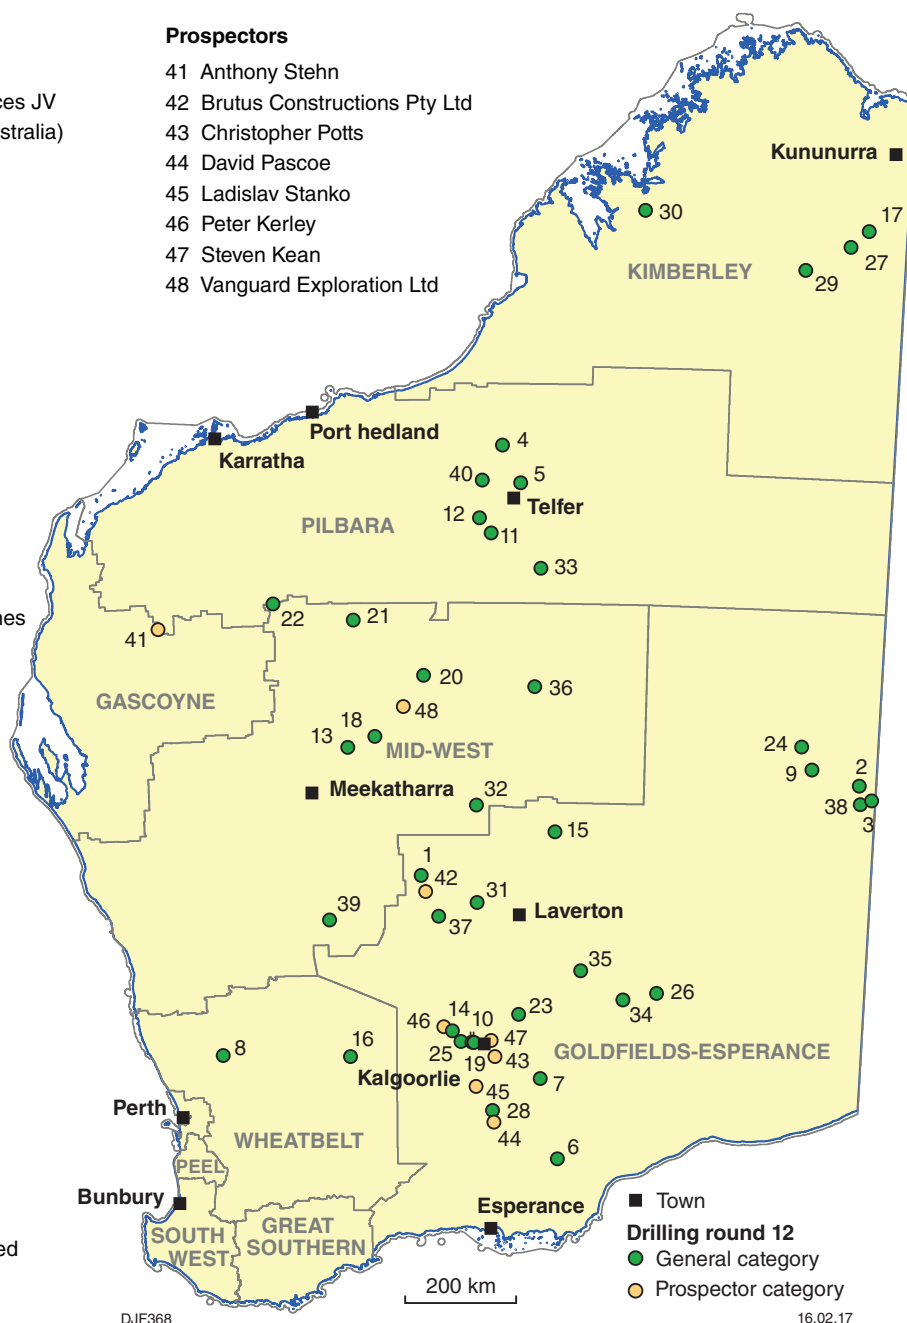 Prospectors
41 Anthony Stehn
ces JV
42 Brutus Constructions Pty Ltd
stralia)
43 Christopher Potts
44 David Pascoe
45 Ladislav Stanko
46 Peter Kerley
47 Steven Kean
48 Vanguard Exploration Ltd
Kununurra
30
17
27
KIMBERLEY
29
Port hedland
4
Karratha
40
5
Telfer
12
PILBARA
11
33
nes
22
21
41
20
36
GASCOYNE
48
18
13
MID-WEST
24
9
2
Meekatharra
32
38
3
15
1
42
31
39
Laverton
37
35
26
34
46
14
10
23
47
25
19
43
GOLDFIELDS-ESPERANCE
8
16
Kalgoorlie
7
45
Perth
28
WHEATBELT
44
6
PEEL
Bunbury
Esperance
Town
SOUTH
WEST
GREAT
SOUTHERN
Drilling round 12
ed
General category
200 km
Prospector category
DJF368
16.02.17